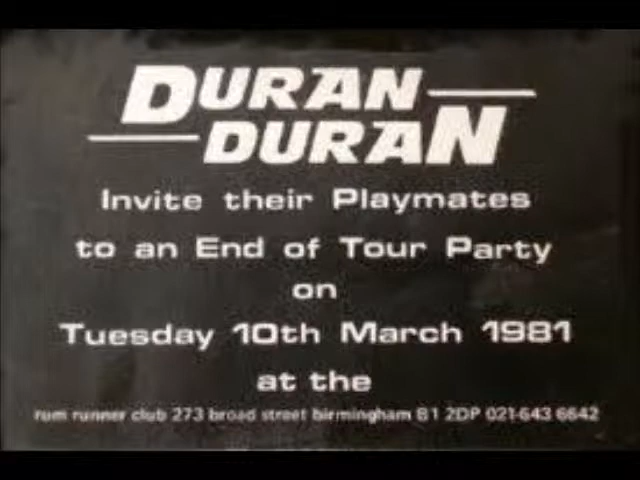 DURAN
DURAN
Invite their Playmates
to an End of Tour Party
on
Tuesday 10th March 1981
at the
rum runner club 273 broad street birmingham B1 2DP 021-643 6642